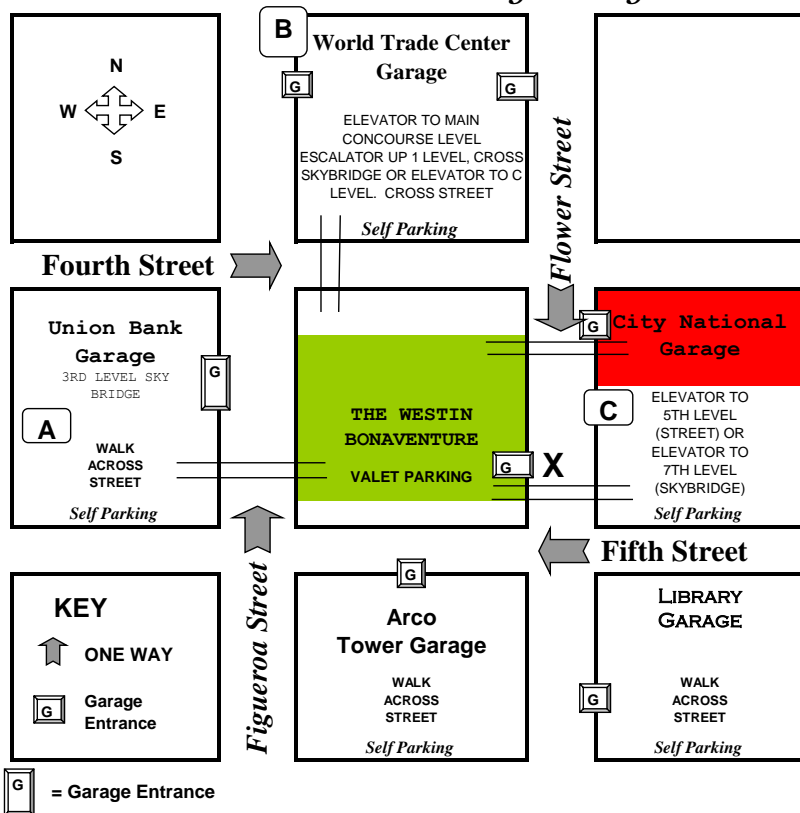 B
World Trade Center
Garage
G
G
N
W
E
S
ELEVATOR TO MAIN
CONCOURSE LEVEL
ESCALATOR UP 1 LEVEL, CROSS
SKYBRIDGE OR ELEVATOR TO C
LEVEL. CROSS STREET
Self Parking
Flower Street
Fourth Street
Union Bank
Garage
3RD LEVEL SKY
BRIDGE
G
A
WALK
ACROSS
STREET
Self Parking
THE WESTIN
BONAVENTURE
VALET PARKING
G
X
G
City National
Garage
C
ELEVATOR TO
5TH LEVEL
(STREET) OR
ELEVATOR TO
7TH LEVEL
(SKYBRIDGE)
Self Parking
Figueroa Street
Fifth Street
KEY
ONE WAY
G
Garage
Entrance
G
Arco
Tower Garage
WALK
ACROSS
STREET
Self Parking
LIBRARY
GARAGE
G
WALK
ACROSS
STREET
Self Parking
G
= Garage Entrance